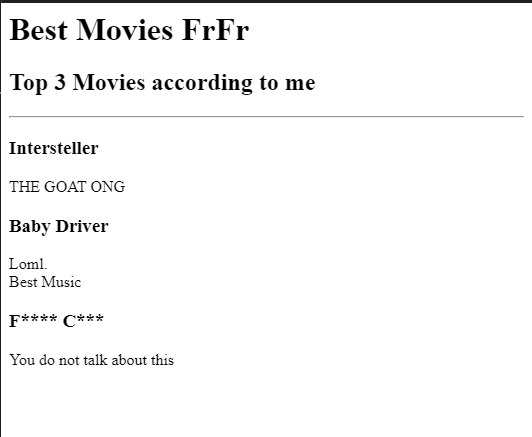 Best Movies FrFr
Top 3 Movies according to me
Intersteller
THE GOAT ONG
Baby Driver
Loml.
Best Music
F**** C***
You do not talk about this